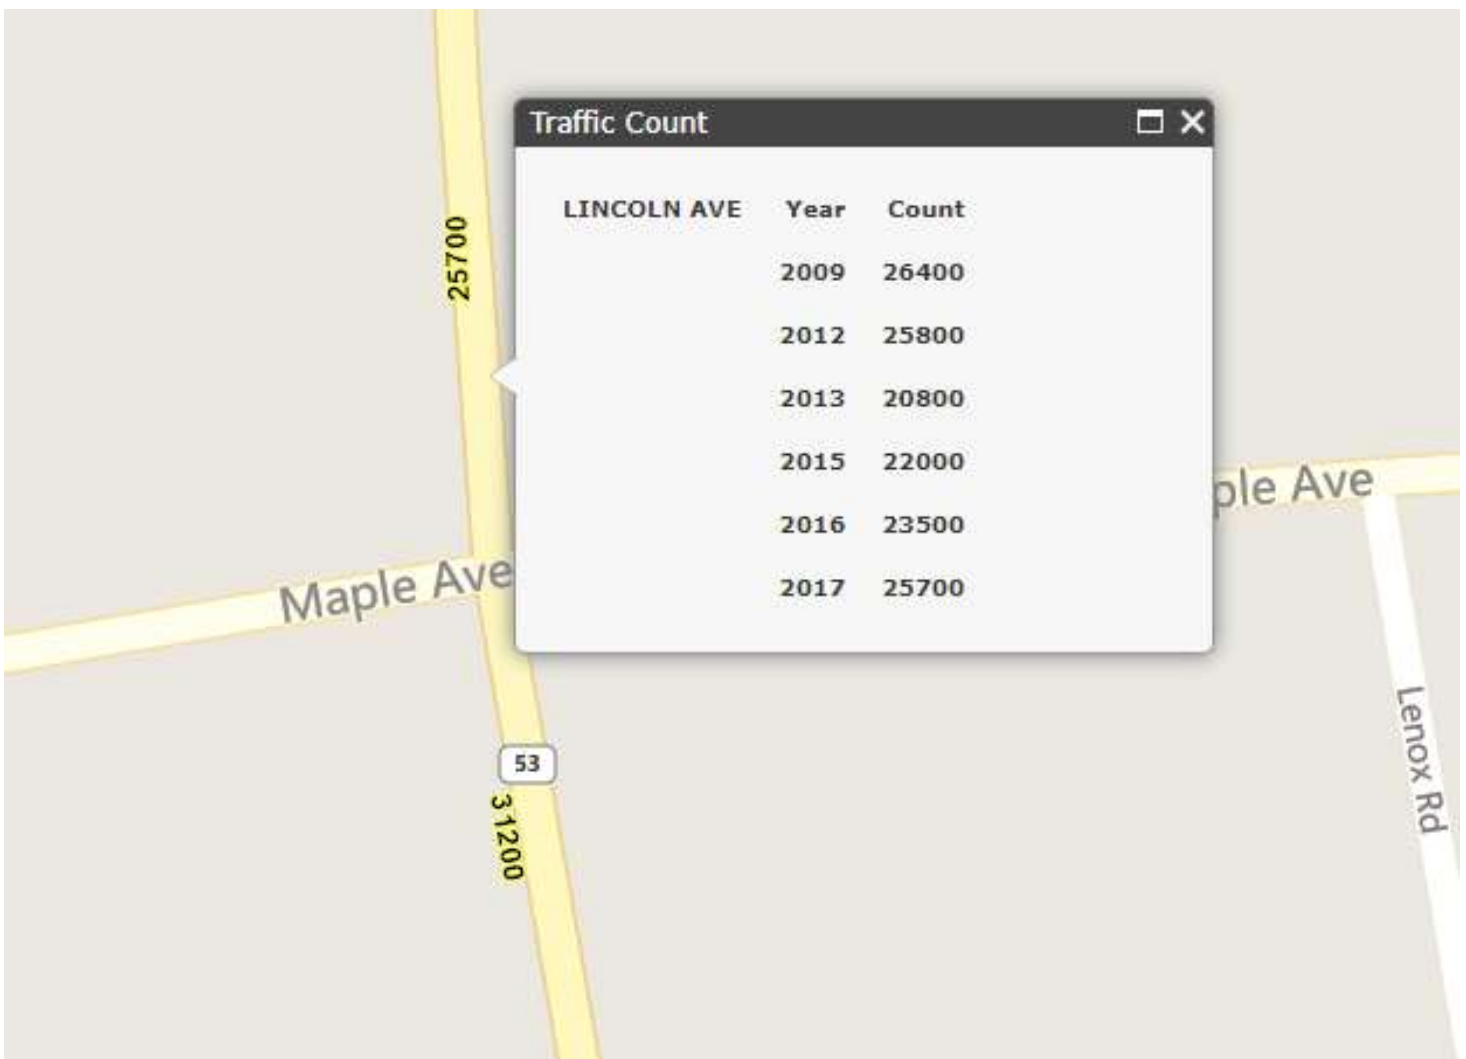 Traffic Count
LINCOLN AVE Year Count
2009 26400
2012 25800
2013 20800
2015 22000
2016 23500
2017 25700
25700
ple Ave
Maple Ave
53
31200
Lenox Rd